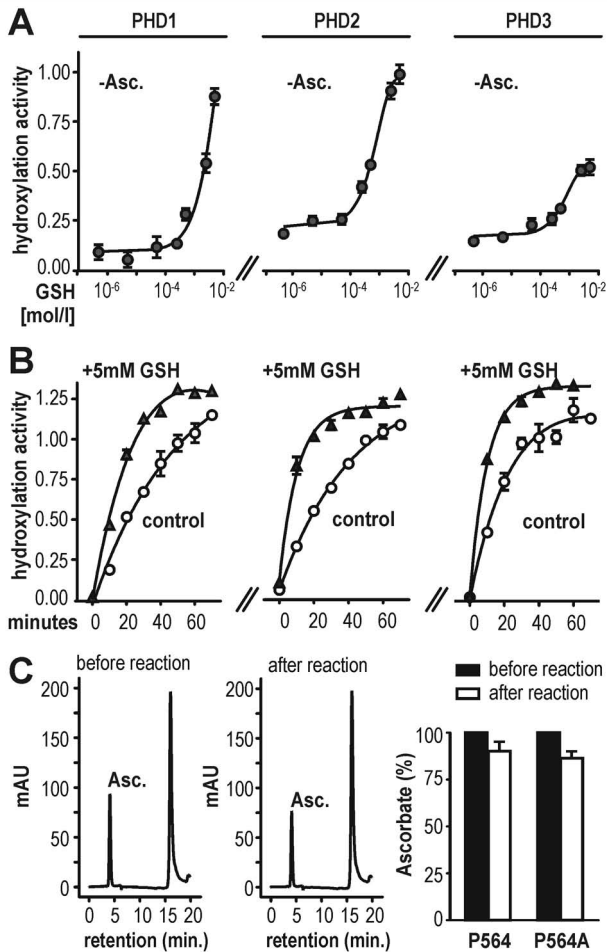 A
PHD1 PHD2 PHD3
-Asc. -Asc. -Asc.
hydroxylation activity
1.00
0.75
0.50
0.25
0.00
GSH
[mol/l]
10-6 10-4 10-2 10-6 10-4 10-2 10-6 10-4 10-2
B
+5mM GSH +5mM GSH +5mM GSH
hydroxylation activity
1.25
1.00
0.75
0.50
0.25
0.00
control control control
minutes 0 20 40 60 0 20 40 60 0 20 40 60
C
before reaction after reaction
before reaction
after reaction
mAU
200
150
100
50
0
Asc.
0 5 10 15 20
retention (min.)
mAU
200
150
100
50
0
Asc.
0 5 10 15 20
retention (min.)
Ascorbate (%)
100
75
50
25
0
P564 P564A